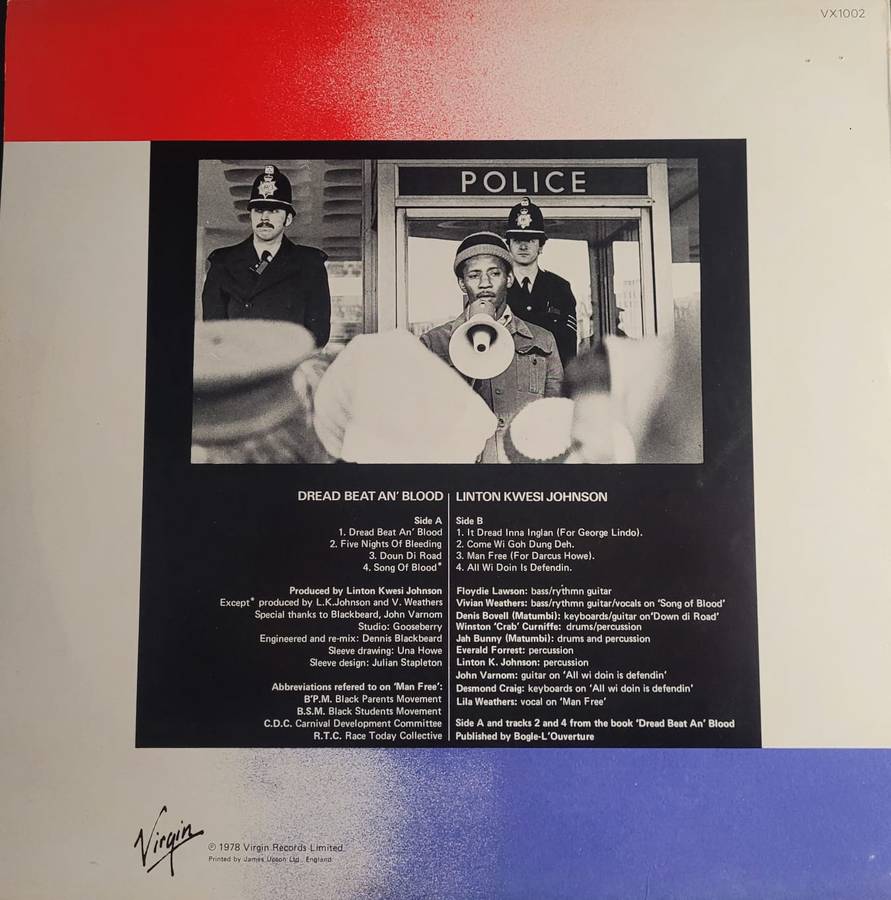 VX1002
POLICE
DREAD BEAT AN' BLOOD
Side A
1. Dread Beat An' Blood
2. Five Nights Of Bleeding
3. Doun Di Road
4. Song Of Blood*
Produced by Linton Kwesi Johnson
Except* produced by L.K.Johnson and V. Weathers
Special thanks to Blackbeard, John Varnom
Studio: Gooseberry
Engineered and re-mix: Dennis Blackbeard
Sleeve drawing: Una Howe
Sleeve design: Julian Stapleton
Abbreviations refered to on 'Man Free':
B'P.M. Black Parents Movement
B.S.M. Black Students Movement
C.D.C. Carnival Development Committee
R.T.C. Race Today Collective
LINTON KWESI JOHNSON
Side B
1. It Dread Inna Inglan (For George Lindo).
2. Come Wi Goh Dung Deh.
3. Man Free (For Darcus Howe).
4. All Wi Doin Is Defendin.
Floydie Lawson: bass/rythmn guitar
Vivian Weathers: bass/rythmn guitar/vocals on 'Song of Blood'
Denis Bovell (Matumbi): keyboards/guitar on'Down di Road'
Winston 'Crab' Curniffe: drums/percussion
Jah Bunny (Matumbi): drums and percussion
Everald Forrest: percussion
Linton K. Johnson: percussion
John Varnom: guitar on 'All wi doin is defendin'
Desmond Craig: keyboards on 'All wi doin is defendin'
Lila Weathers: vocal on 'Man Free'
Side A and tracks 2 and 4 from the book 'Dread Beat An' Blood
Published by Bogle-L'Ouverture
Virgin
℗ 1978 Virgin Records Limited.
Printed by James Upton Ltd., England